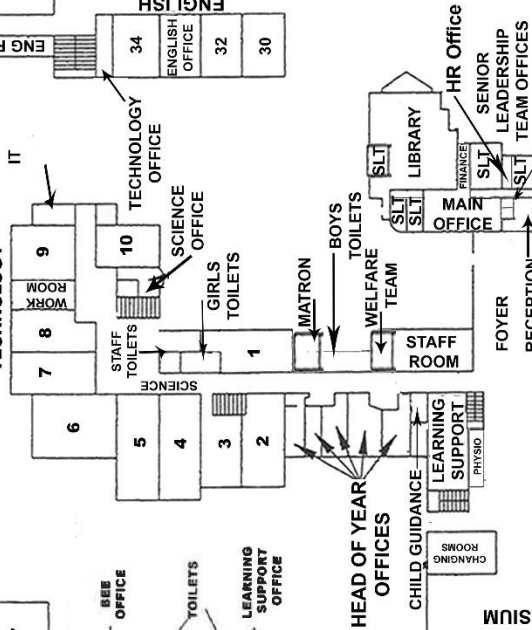 ENGLISH
ENG R
34
ENGLISH
OFFICE
32
30
TECHNOLOGY
OFFICE
IT
HR Office
SENIOR
LEADERSHIP
TEAM OFFICES
LIBRARY
SLT
FINANCE
SLT
SLT
SLT
SLT
MAIN
OFFICE
FOYER
RECEPTION
TECHNOLOGY
9
10
WORK
ROOM
8
7
SCIENCE
OFFICE
GIRLS
TOILETS
STAFF
TOILETS
MATRON
BOYS
TOILETS
WELFARE
TEAM
1
STAFF
ROOM
SCIENCE
6
5
4
3
2
HEAD OF YEAR
OFFICES
CHILD GUIDANCE
LEARNING
SUPPORT
PHYSIO
CHANGING
ROOMS
BEE
OFFICE
TOILETS
LEARNING
SUPPORT
OFFICE
SIUM